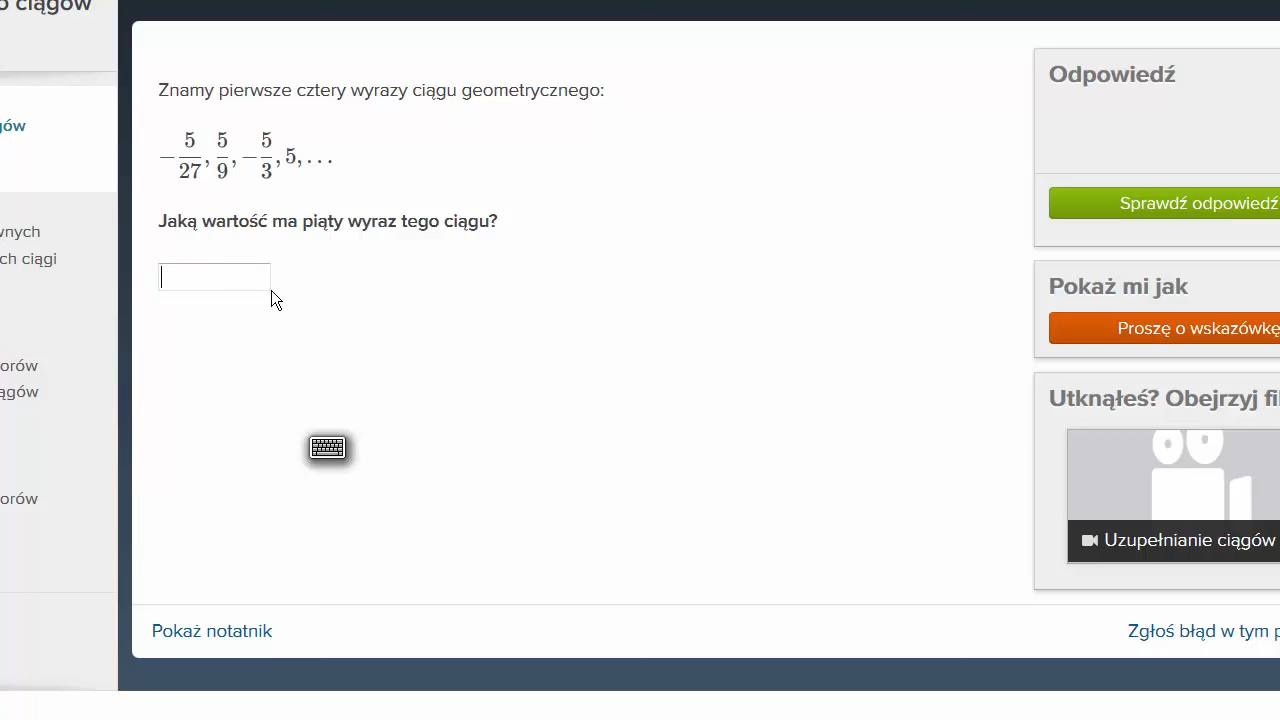 o ciągów
gów
wnych
ch ciągi
orów
ągów
orów
Znamy pierwsze cztery wyrazy ciągu geometrycznego:
−5/27, 5/9, −5/3, 5, ...
Jaką wartość ma piąty wyraz tego ciągu?
Pokaż notatnik
Odpowiedź
Sprawdź odpowiedź
Pokaż mi jak
Proszę o wskazówkę
Utknąłeś? Obejrzyj fil
Uzupełnianie ciągów
Zgłoś błąd w tym p